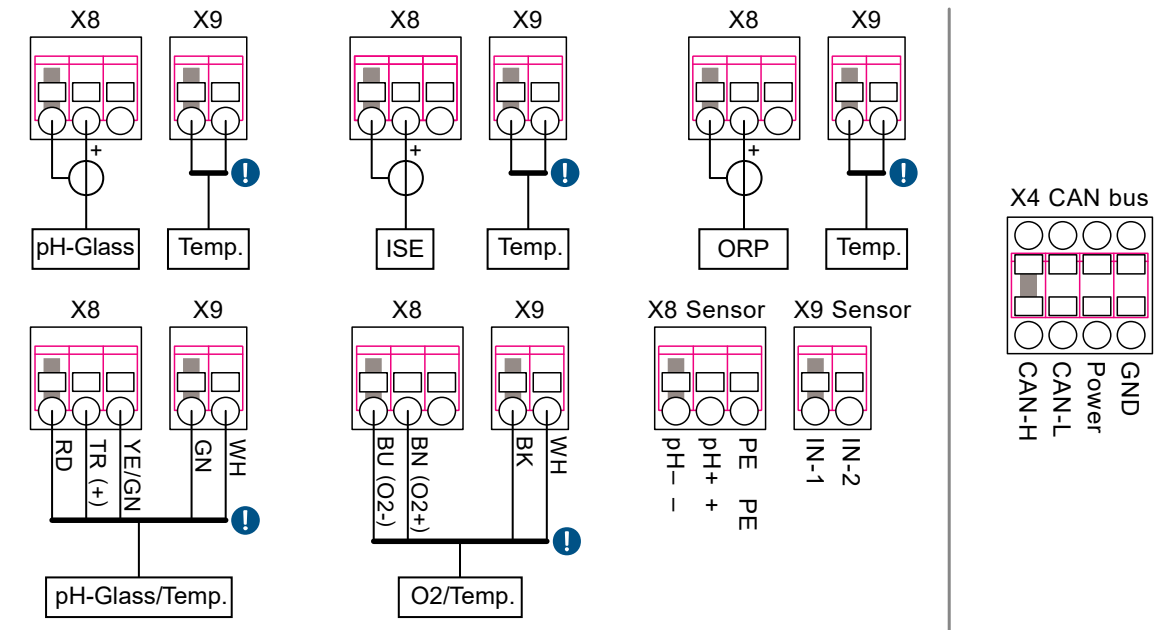 X8 X9 X8 X9 X8 X9
+ ! + ! + !
pH-Glass Temp. ISE Temp. ORP Temp.
X4 CAN bus
CAN-H CAN-L Power GND
X8 X9 X8 X9 X8 Sensor X9 Sensor
RD TR (+) YE/GN GN WH
BU (O2-) BN (O2+) BK WH
pH– pH+ PE IN-1 IN-2
– + PE
! !
pH-Glass/Temp. O2/Temp.